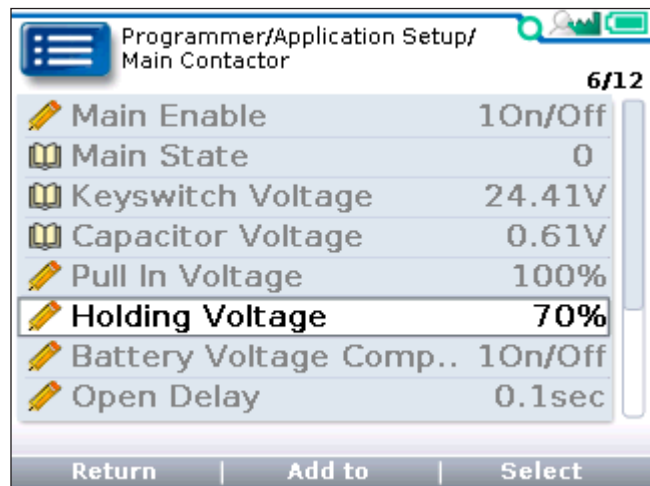 Programmer/Application Setup/
Main Contactor
6/12
Main Enable 1On/Off
Main State 0
Keyswitch Voltage 24.41V
Capacitor Voltage 0.61V
Pull In Voltage 100%
Holding Voltage 70%
Battery Voltage Comp.. 1On/Off
Open Delay 0.1sec
Return | Add to | Select